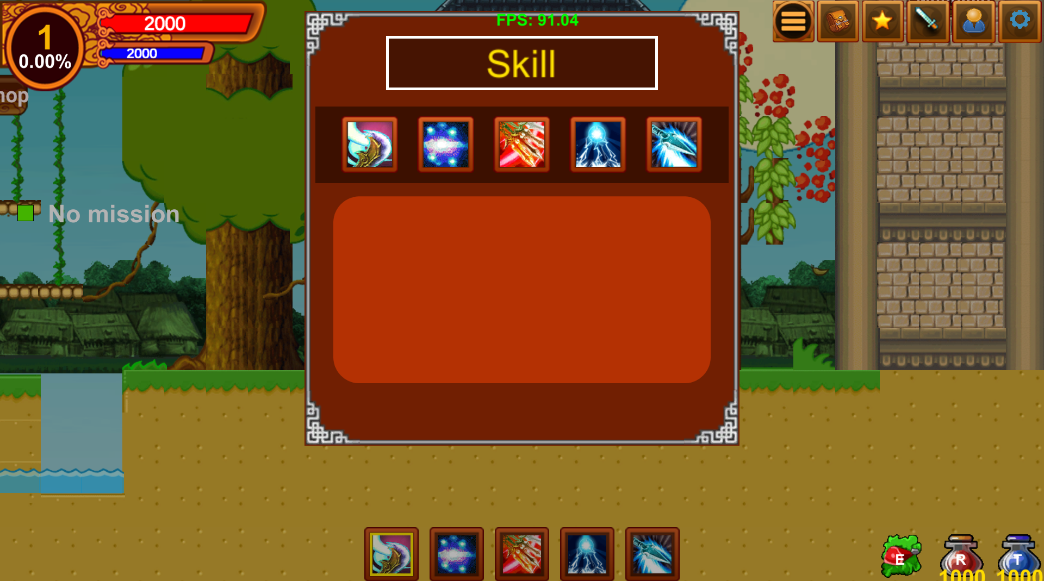 FPS: 91.04
1
0.00%
2000
2000
Skill
hop
No mission
E
R
T
1000
1000